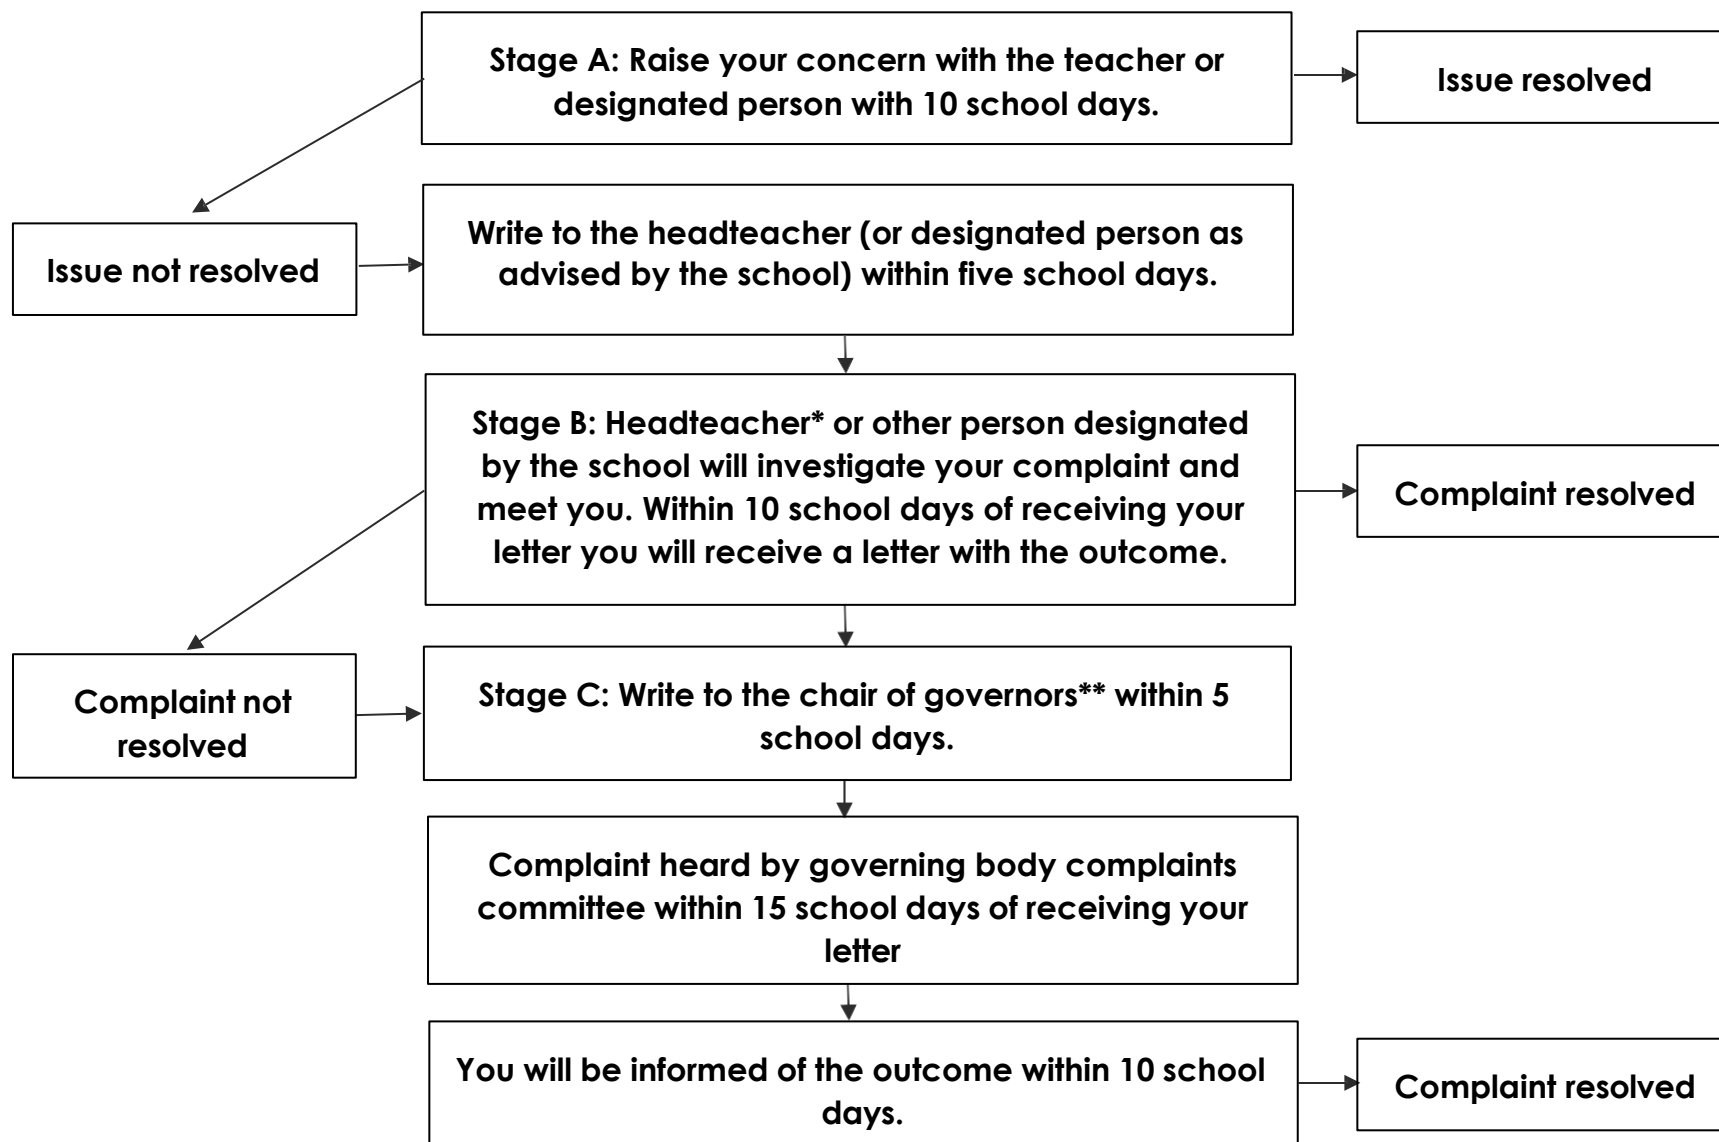 Stage A: Raise your concern with the teacher or
designated person with 10 school days.
Issue resolved
Issue not resolved
Write to the headteacher (or designated person as
advised by the school) within five school days.
Stage B: Headteacher* or other person designated
by the school will investigate your complaint and
meet you. Within 10 school days of receiving your
letter you will receive a letter with the outcome.
Complaint resolved
Complaint not
resolved
Stage C: Write to the chair of governors** within 5
school days.
Complaint heard by governing body complaints
committee within 15 school days of receiving your
letter
You will be informed of the outcome within 10 school
days.
Complaint resolved